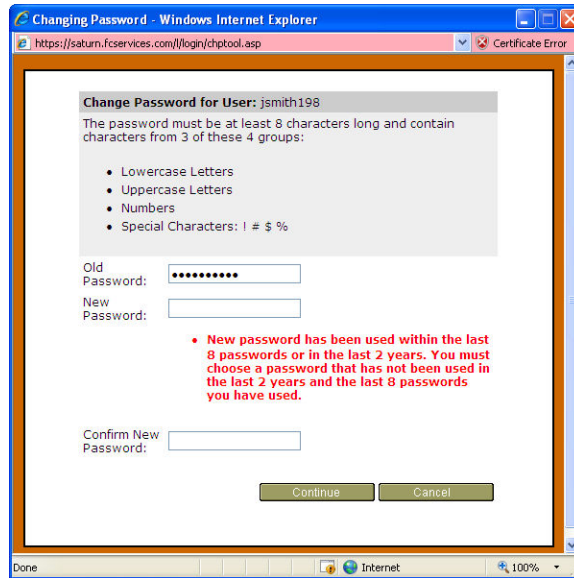 Changing Password - Windows Internet Explorer
https://saturn.fcservices.com/l/login/chptool.asp
Certificate Error
Change Password for User: jsmith198
The password must be at least 8 characters long and contain
characters from 3 of these 4 groups:
• Lowercase Letters
• Uppercase Letters
• Numbers
• Special Characters: ! # $ %
Old
Password:
••••••••••
New
Password:
• New password has been used within the last
8 passwords or in the last 2 years. You must
choose a password that has not been used in
the last 2 years and the last 8 passwords
you have used.
Confirm New
Password:
Continue
Cancel
Done
Internet
100%